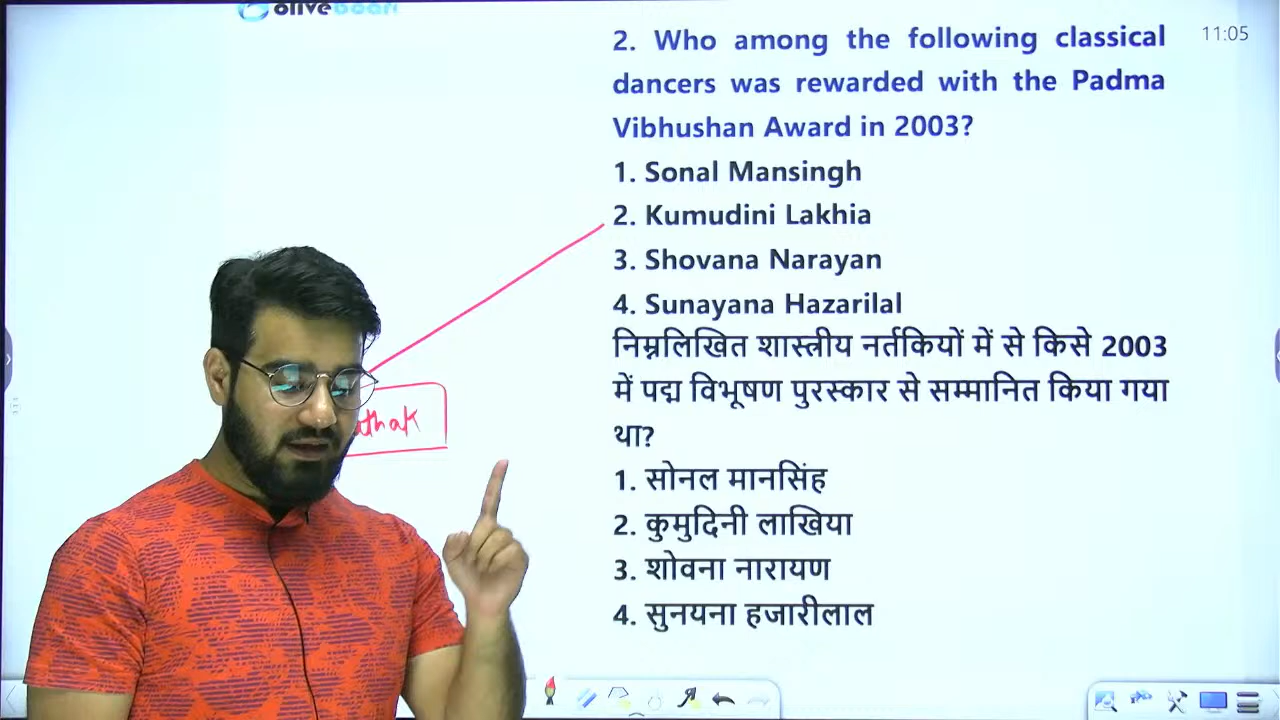 oliveboard
11:05
2. Who among the following classical
dancers was rewarded with the Padma
Vibhushan Award in 2003?
1. Sonal Mansingh
2. Kumudini Lakhia
3. Shovana Narayan
4. Sunayana Hazarilal
निम्नलिखित शास्त्रीय नर्तकियों में से किसे 2003
में पद्म विभूषण पुरस्कार से सम्मानित किया गया
था?
1. सोनल मानसिंह
2. कुमुदिनी लाखिया
3. शोवना नारायण
4. सुनयना हजारीलाल